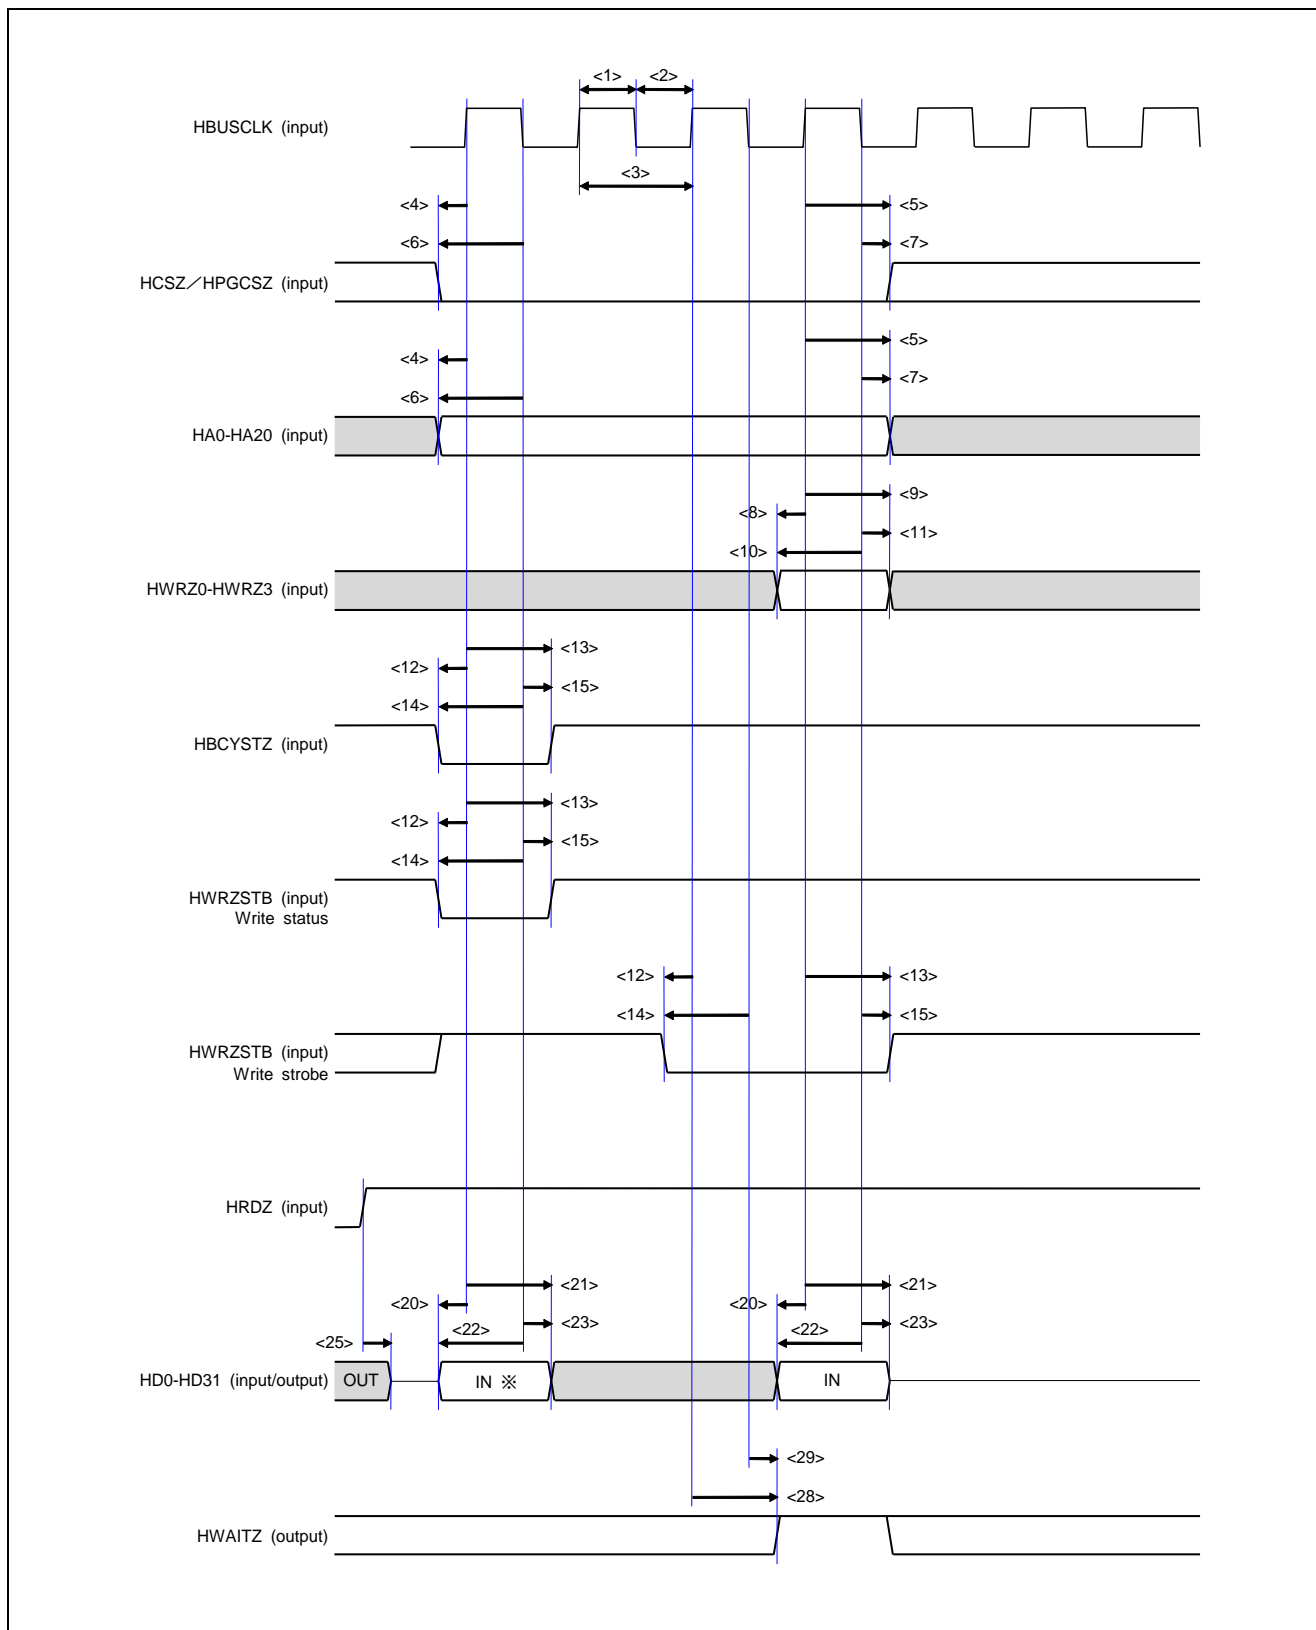 <1> <2>
HBUSCLK (input)
<3>
<4> <5>
<6> <7>
HCSZ／HPGCSZ (input)
<5>
<4>
<7>
<6>
HA0-HA20 (input)
<9>
<8>
<11>
<10>
HWRZ0-HWRZ3 (input)
<13>
<12>
<15>
<14>
HBCYSTZ (input)
<13>
<12>
<15>
<14>
HWRZSTB (input)
Write status
<12> <13>
<14> <15>
HWRZSTB (input)
Write strobe
HRDZ (input)
<21> <21>
<20> <20>
<23> <23>
<25> <22> <22>
HD0-HD31 (input/output) OUT IN ※ IN
<29>
<28>
HWAITZ (output)